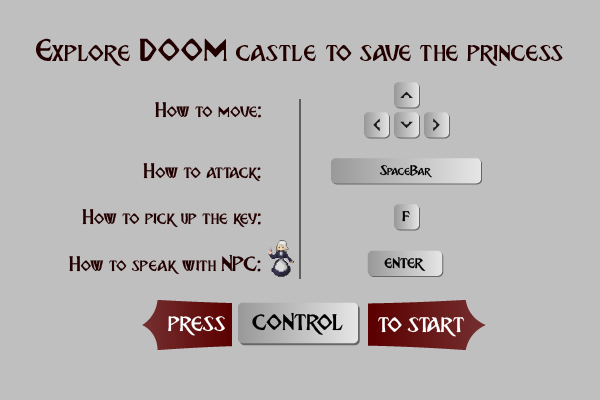 Explore DOOM castle to save the princess
How to move:
How to attack:
SpaceBar
How to pick up the key:
F
How to speak with NPC:
ENTER
PRESS CONTROL TO START